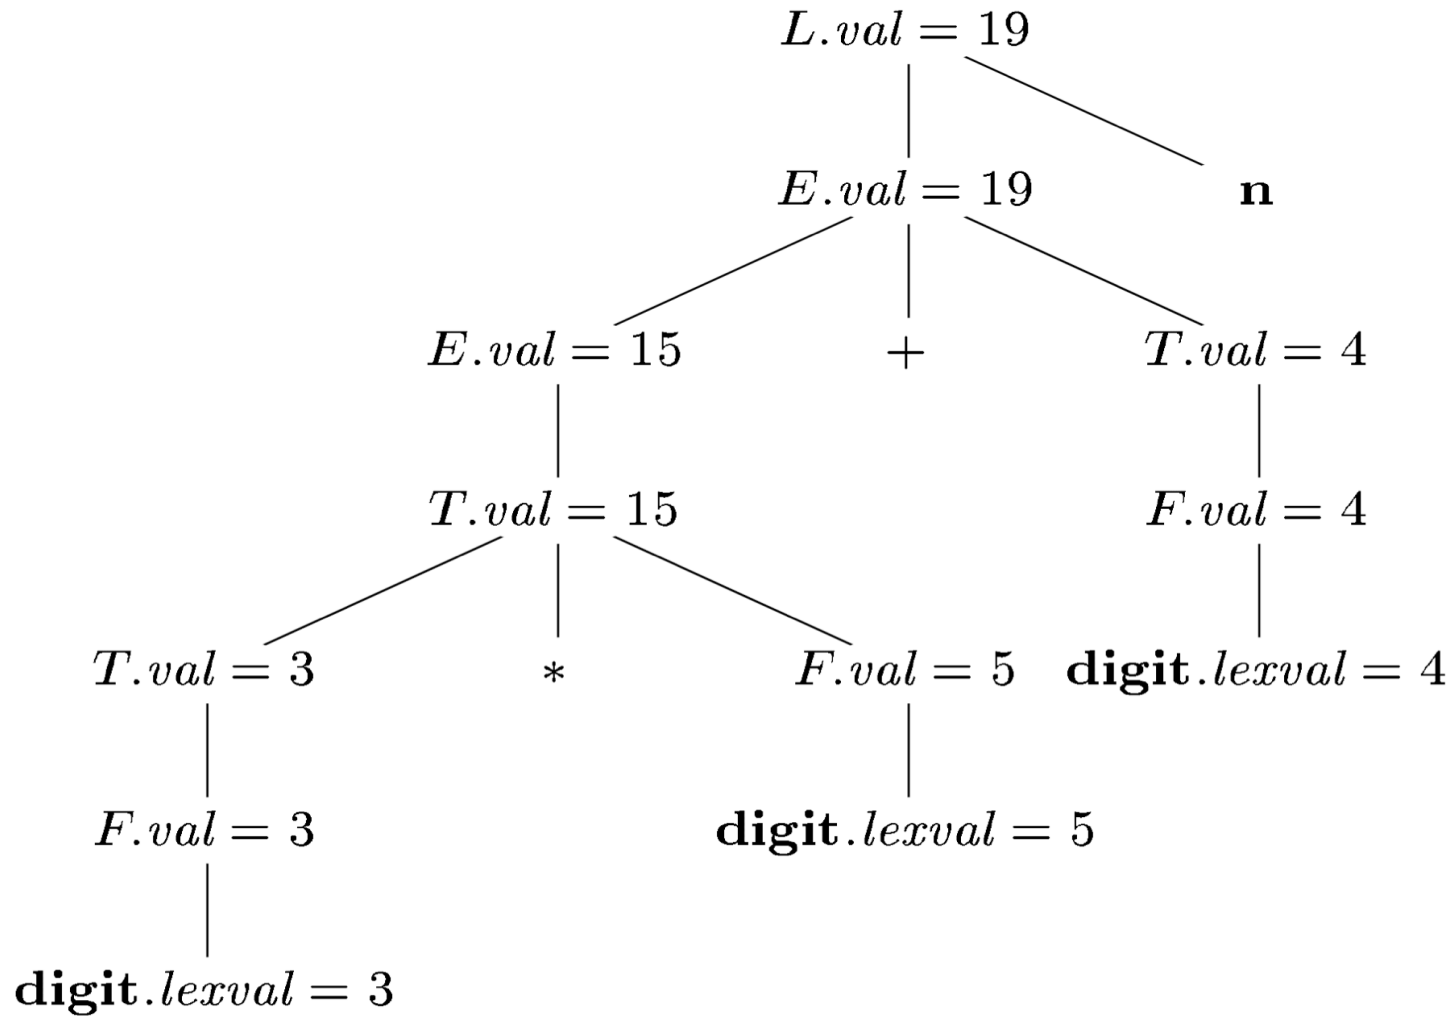 L.val = 19
E.val = 19 n
E.val = 15 + T.val = 4
T.val = 15 F.val = 4
T.val = 3 * F.val = 5 digit.lexval = 4
F.val = 3 digit.lexval = 5
digit.lexval = 3